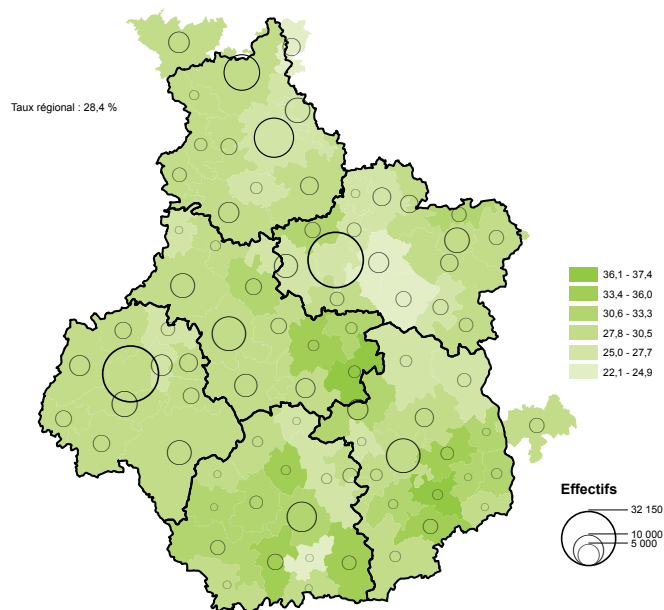 Taux régional : 28,4 %
36,1 - 37,4
33,4 - 36,0
30,6 - 33,3
27,8 - 30,5
25,0 - 27,7
22,1 - 24,9
Effectifs
32 150
10 000
5 000